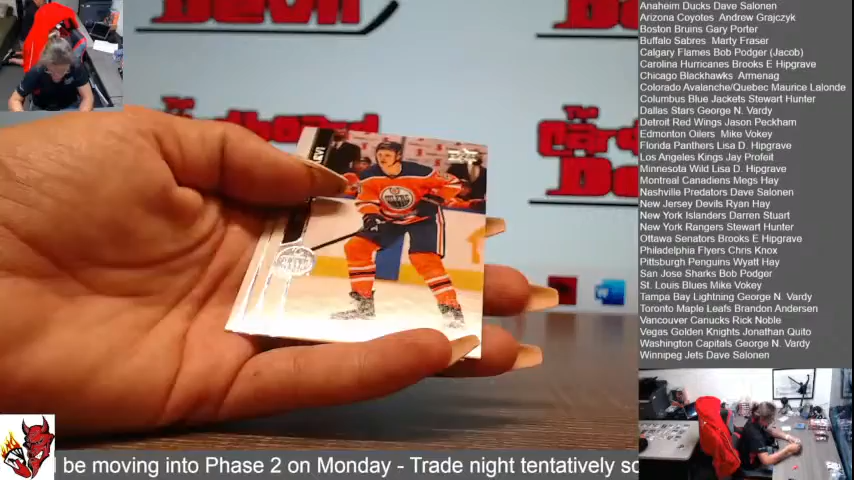 Anaheim Ducks Dave Salonen
Arizona Coyotes Andrew Grajczyk
Boston Bruins Gary Porter
Buffalo Sabres Marty Fraser
Calgary Flames Bob Podger (Jacob)
Carolina Hurricanes Brooks E Hipgrave
Chicago Blackhawks Armenag
Colorado Avalanche/Quebec Maurice Lalonde
Columbus Blue Jackets Stewart Hunter
Dallas Stars George N. Vardy
Detroit Red Wings Jason Peckham
Edmonton Oilers Mike Vokey
Florida Panthers Lisa D. Hipgrave
Los Angeles Kings Jay Profeit
Minnesota Wild Lisa D. Hipgrave
Montreal Canadiens Megs Hay
Nashville Predators Dave Salonen
New Jersey Devils Ryan Hay
New York Islanders Darren Stuart
New York Rangers Stewart Hunter
Ottawa Senators Brooks E Hipgrave
Philadelphia Flyers Chris Knox
Pittsburgh Penguins Wyatt Hay
San Jose Sharks Bob Podger
St. Louis Blues Mike Vokey
Tampa Bay Lightning George N. Vardy
Toronto Maple Leafs Brandon Andersen
Vancouver Canucks Rick Noble
Vegas Golden Knights Jonathan Quito
Washington Capitals George N. Vardy
Winnipeg Jets Dave Salonen
Devil
The
Cardboard
Devil
OILERS
be moving into Phase 2 on Monday - Trade night tentatively sc